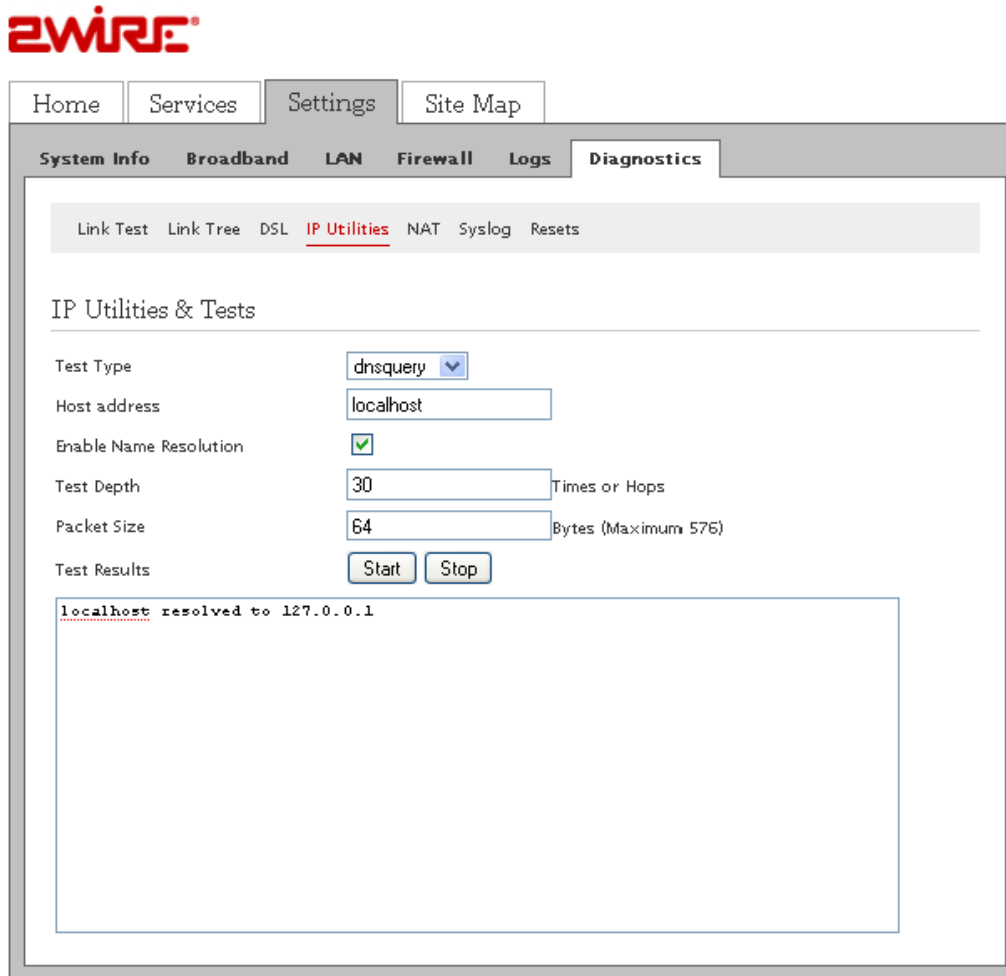 2WIRE®
Home Services Settings Site Map
System Info Broadband LAN Firewall Logs Diagnostics
Link Test Link Tree DSL IP Utilities NAT Syslog Resets
IP Utilities & Tests
Test Type dnsquery
Host address localhost
Enable Name Resolution
Test Depth 30 Times or Hops
Packet Size 64 Bytes (Maximum 576)
Test Results Start Stop
localhost resolved to 127.0.0.1